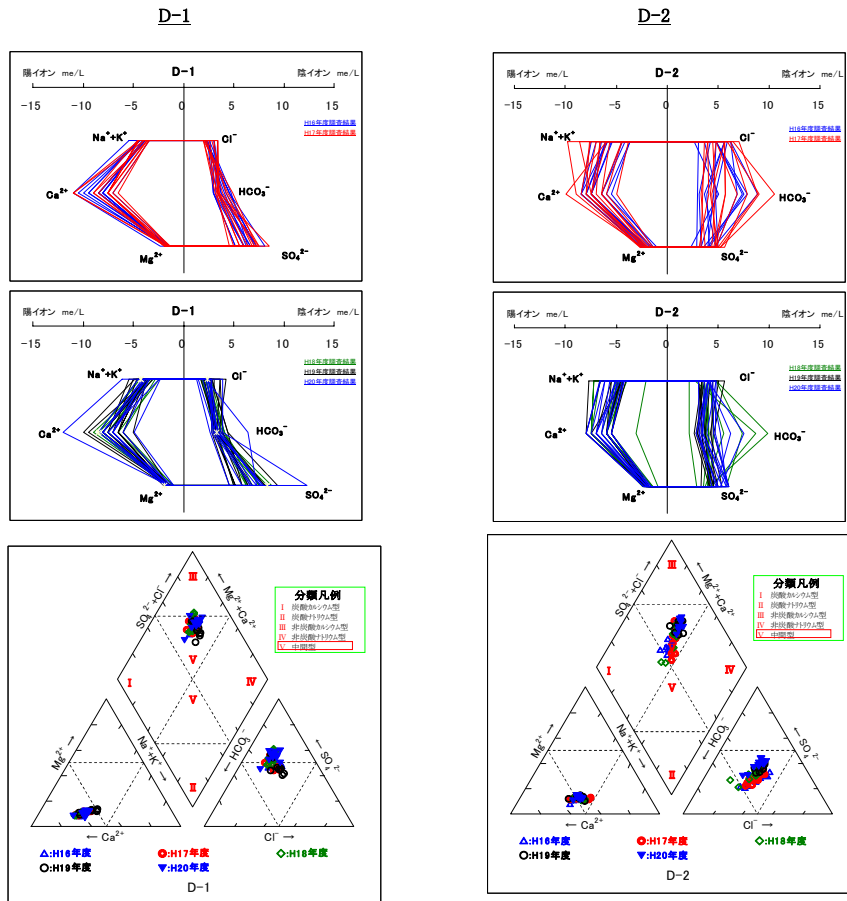 D-1
D-2
陽イオン me/L
D-1
陰イオン me/L
-15
-10
-5
0
5
10
15
H16年度調査結果
H17年度調査結果
Na⁺+K⁺
Cl⁻
Ca²⁺
HCO₃⁻
Mg²⁺
SO₄²⁻
陽イオン me/L
D-2
陰イオン me/L
-15
-10
-5
0
5
10
15
H16年度調査結果
H17年度調査結果
Na⁺+K⁺
Cl⁻
Ca²⁺
HCO₃⁻
Mg²⁺
SO₄²⁻
陽イオン me/L
D-1
陰イオン me/L
-15
-10
-5
0
5
10
15
H18年度調査結果
H19年度調査結果
H20年度調査結果
Na⁺+K⁺
Cl⁻
Ca²⁺
HCO₃⁻
Mg²⁺
SO₄²⁻
陽イオン me/L
D-2
陰イオン me/L
-15
-10
-5
0
5
10
15
H18年度調査結果
H19年度調査結果
H20年度調査結果
Na⁺+K⁺
Cl⁻
Ca²⁺
HCO₃⁻
Mg²⁺
SO₄²⁻
SO₄²⁻+Cl⁻ →
← Mg²⁺+Ca²⁺
Ⅲ
Ⅴ
Ⅰ
Ⅳ
Ⅴ
Ⅱ
分類凡例
Ⅰ 炭酸カルシウム型
Ⅱ 炭酸ナトリウム型
Ⅲ 非炭酸カルシウム型
Ⅳ 非炭酸ナトリウム型
Ⅴ 中間型
Mg²⁺ →
Na⁺+K⁺ →
← HCO₃⁻
← SO₄²⁻
← Ca²⁺
Cl⁻ →
△:H16年度
○:H17年度
◇:H18年度
○:H19年度
▼:H20年度
D-1
SO₄²⁻+Cl⁻ →
← Mg²⁺+Ca²⁺
Ⅲ
Ⅴ
Ⅰ
Ⅳ
Ⅴ
Ⅱ
分類凡例
Ⅰ 炭酸カルシウム型
Ⅱ 炭酸ナトリウム型
Ⅲ 非炭酸カルシウム型
Ⅳ 非炭酸ナトリウム型
Ⅴ 中間型
Mg²⁺ →
Na⁺+K⁺ →
← HCO₃⁻
← SO₄²⁻
← Ca²⁺
Cl⁻ →
△:H16年度
○:H17年度
◇:H18年度
○:H19年度
▼:H20年度
D-2